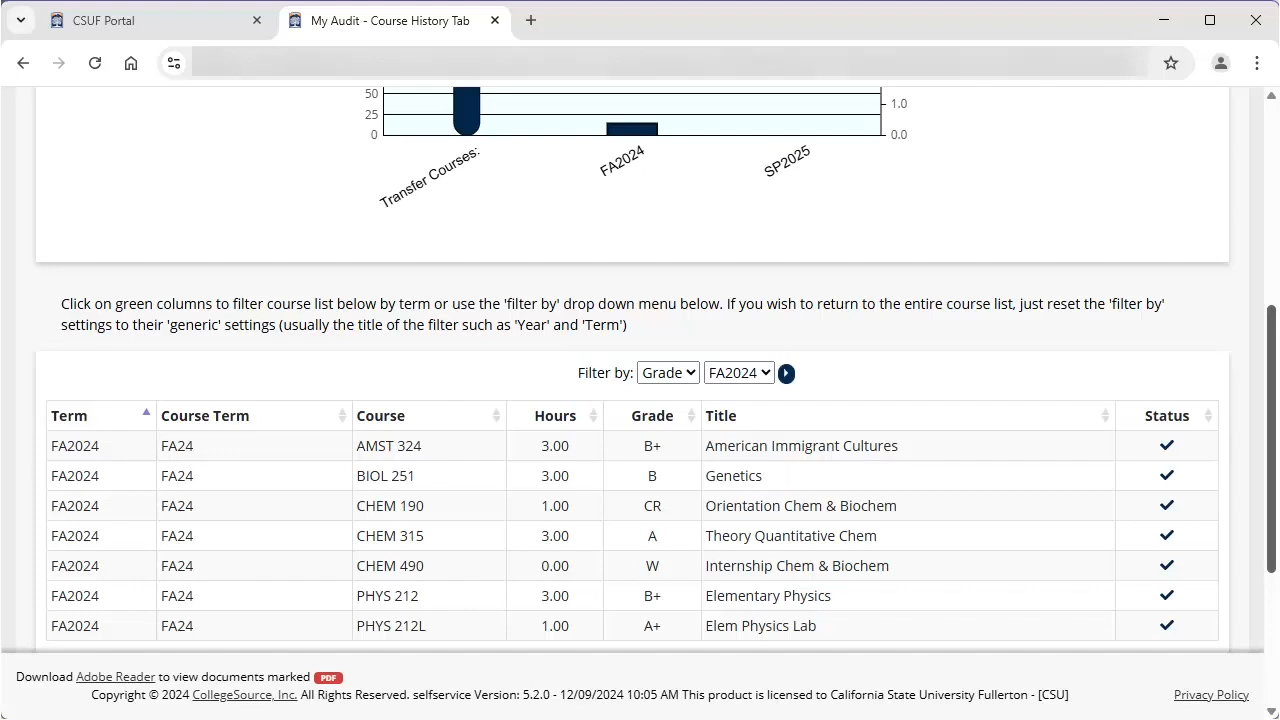 CSUF Portal
My Audit - Course History Tab
50
25
0
1.0
0.0
Transfer Courses:
FA2024
SP2025
Click on green columns to filter course list below by term or use the 'filter by' drop down menu below. If you wish to return to the entire course list, just reset the 'filter by'
settings to their 'generic' settings (usually the title of the filter such as 'Year' and 'Term')
Filter by: Grade FA2024
Term Course Term Course Hours Grade Title Status
FA2024 FA24 AMST 324 3.00 B+ American Immigrant Cultures
FA2024 FA24 BIOL 251 3.00 B Genetics
FA2024 FA24 CHEM 190 1.00 CR Orientation Chem & Biochem
FA2024 FA24 CHEM 315 3.00 A Theory Quantitative Chem
FA2024 FA24 CHEM 490 0.00 W Internship Chem & Biochem
FA2024 FA24 PHYS 212 3.00 B+ Elementary Physics
FA2024 FA24 PHYS 212L 1.00 A+ Elem Physics Lab
Download Adobe Reader to view documents marked PDF
Copyright © 2024 CollegeSource, Inc. All Rights Reserved. selfservice Version: 5.2.0 - 12/09/2024 10:05 AM This product is licensed to California State University Fullerton - [CSU] Privacy Policy